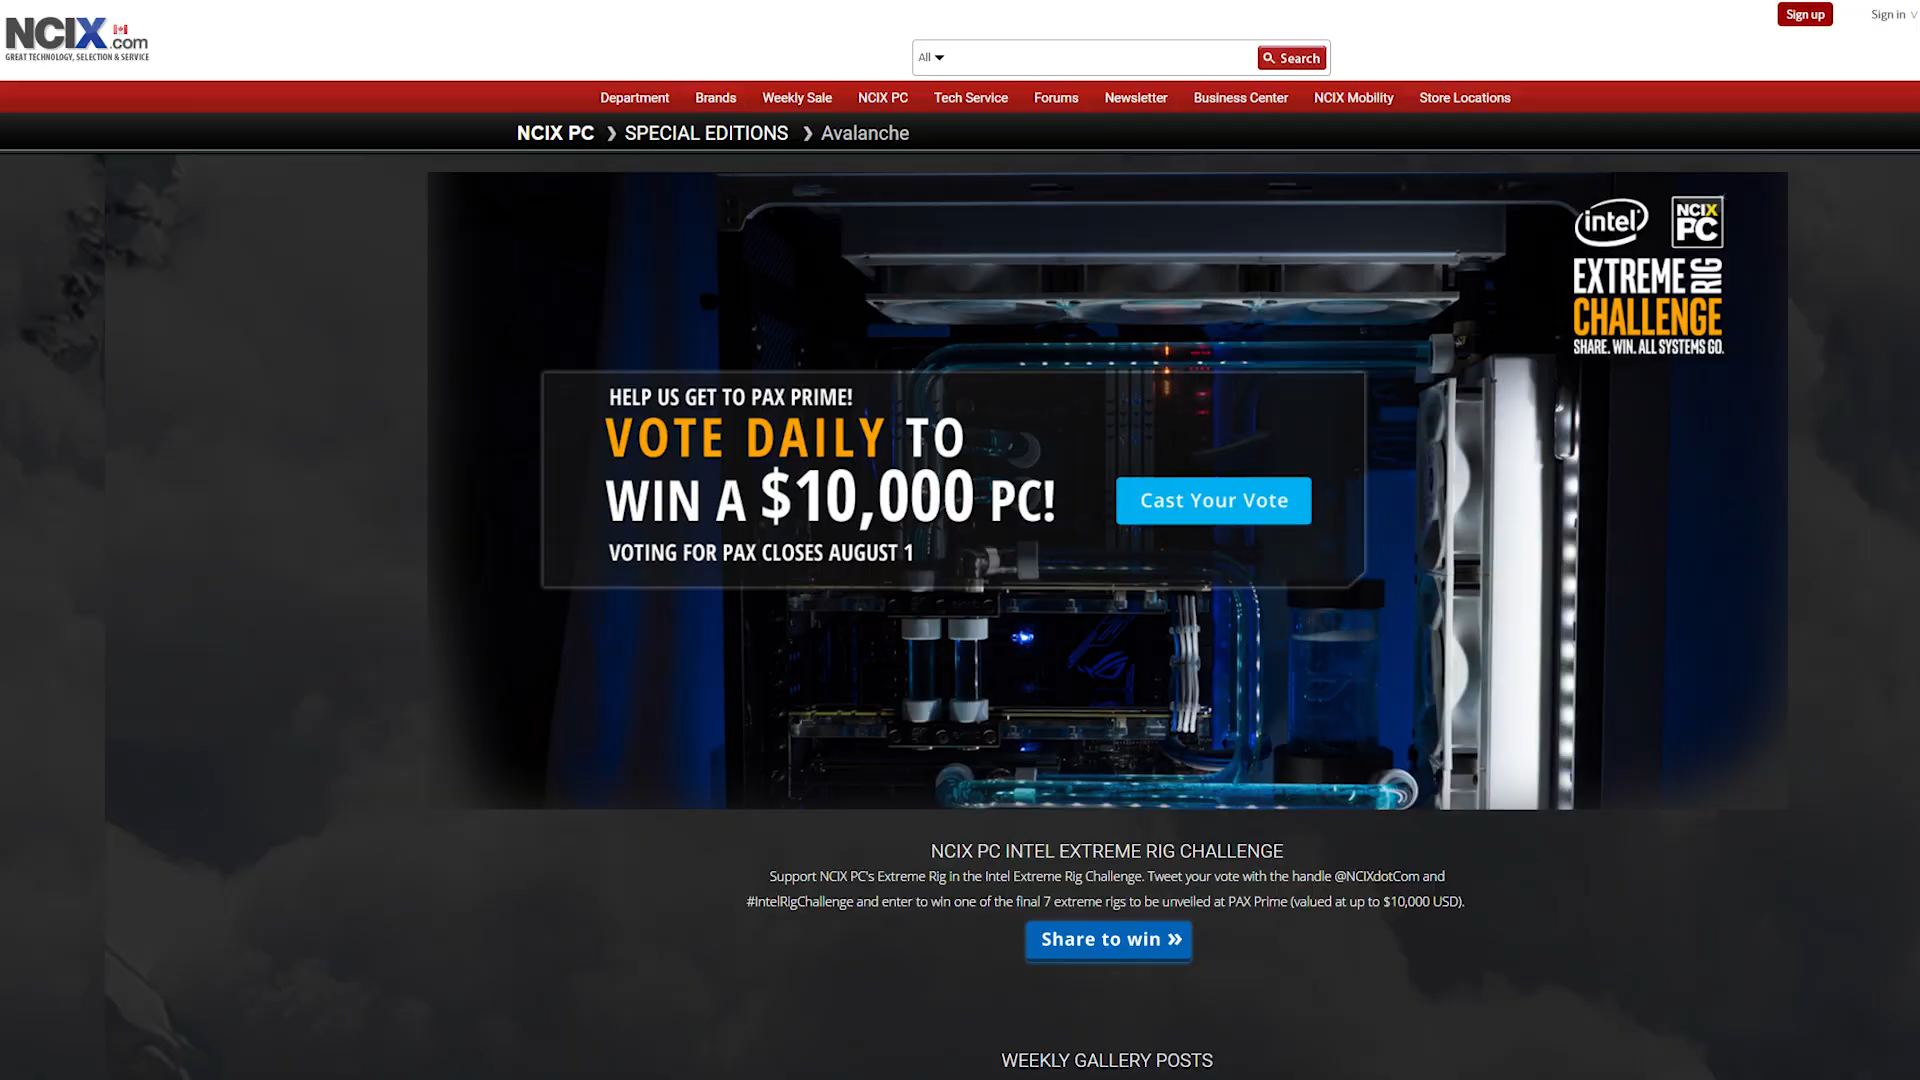 NCIX.com
GREAT TECHNOLOGY, SELECTION & SERVICE
Sign up
Sign in
All
Search
Department
Brands
Weekly Sale
NCIX PC
Tech Service
Forums
Newsletter
Business Center
NCIX Mobility
Store Locations
NCIX PC ❯ SPECIAL EDITIONS ❯ Avalanche
intel
NCIX PC
EXTREME RIG
CHALLENGE
SHARE. WIN. ALL SYSTEMS GO.
HELP US GET TO PAX PRIME!
VOTE DAILY TO
WIN A $10,000 PC!
VOTING FOR PAX CLOSES AUGUST 1
Cast Your Vote
NCIX PC INTEL EXTREME RIG CHALLENGE
Support NCIX PC's Extreme Rig in the Intel Extreme Rig Challenge. Tweet your vote with the handle @NCIXdotCom and
#IntelRigChallenge and enter to win one of the final 7 extreme rigs to be unveiled at PAX Prime (valued at up to $10,000 USD).
Share to win »
WEEKLY GALLERY POSTS